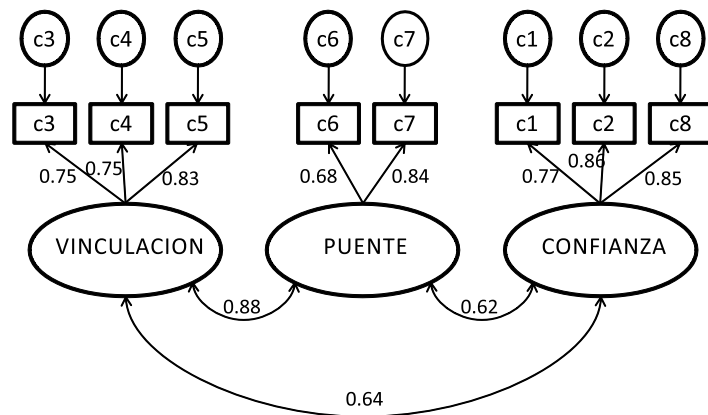 c3 c4 c5 c6 c7 c1 c2 c8
c3 c4 c5 c6 c7 c1 c2 c8
0.75 0.75 0.83 0.68 0.84 0.77 0.86 0.85
VINCULACION PUENTE CONFIANZA
0.88 0.62
0.64